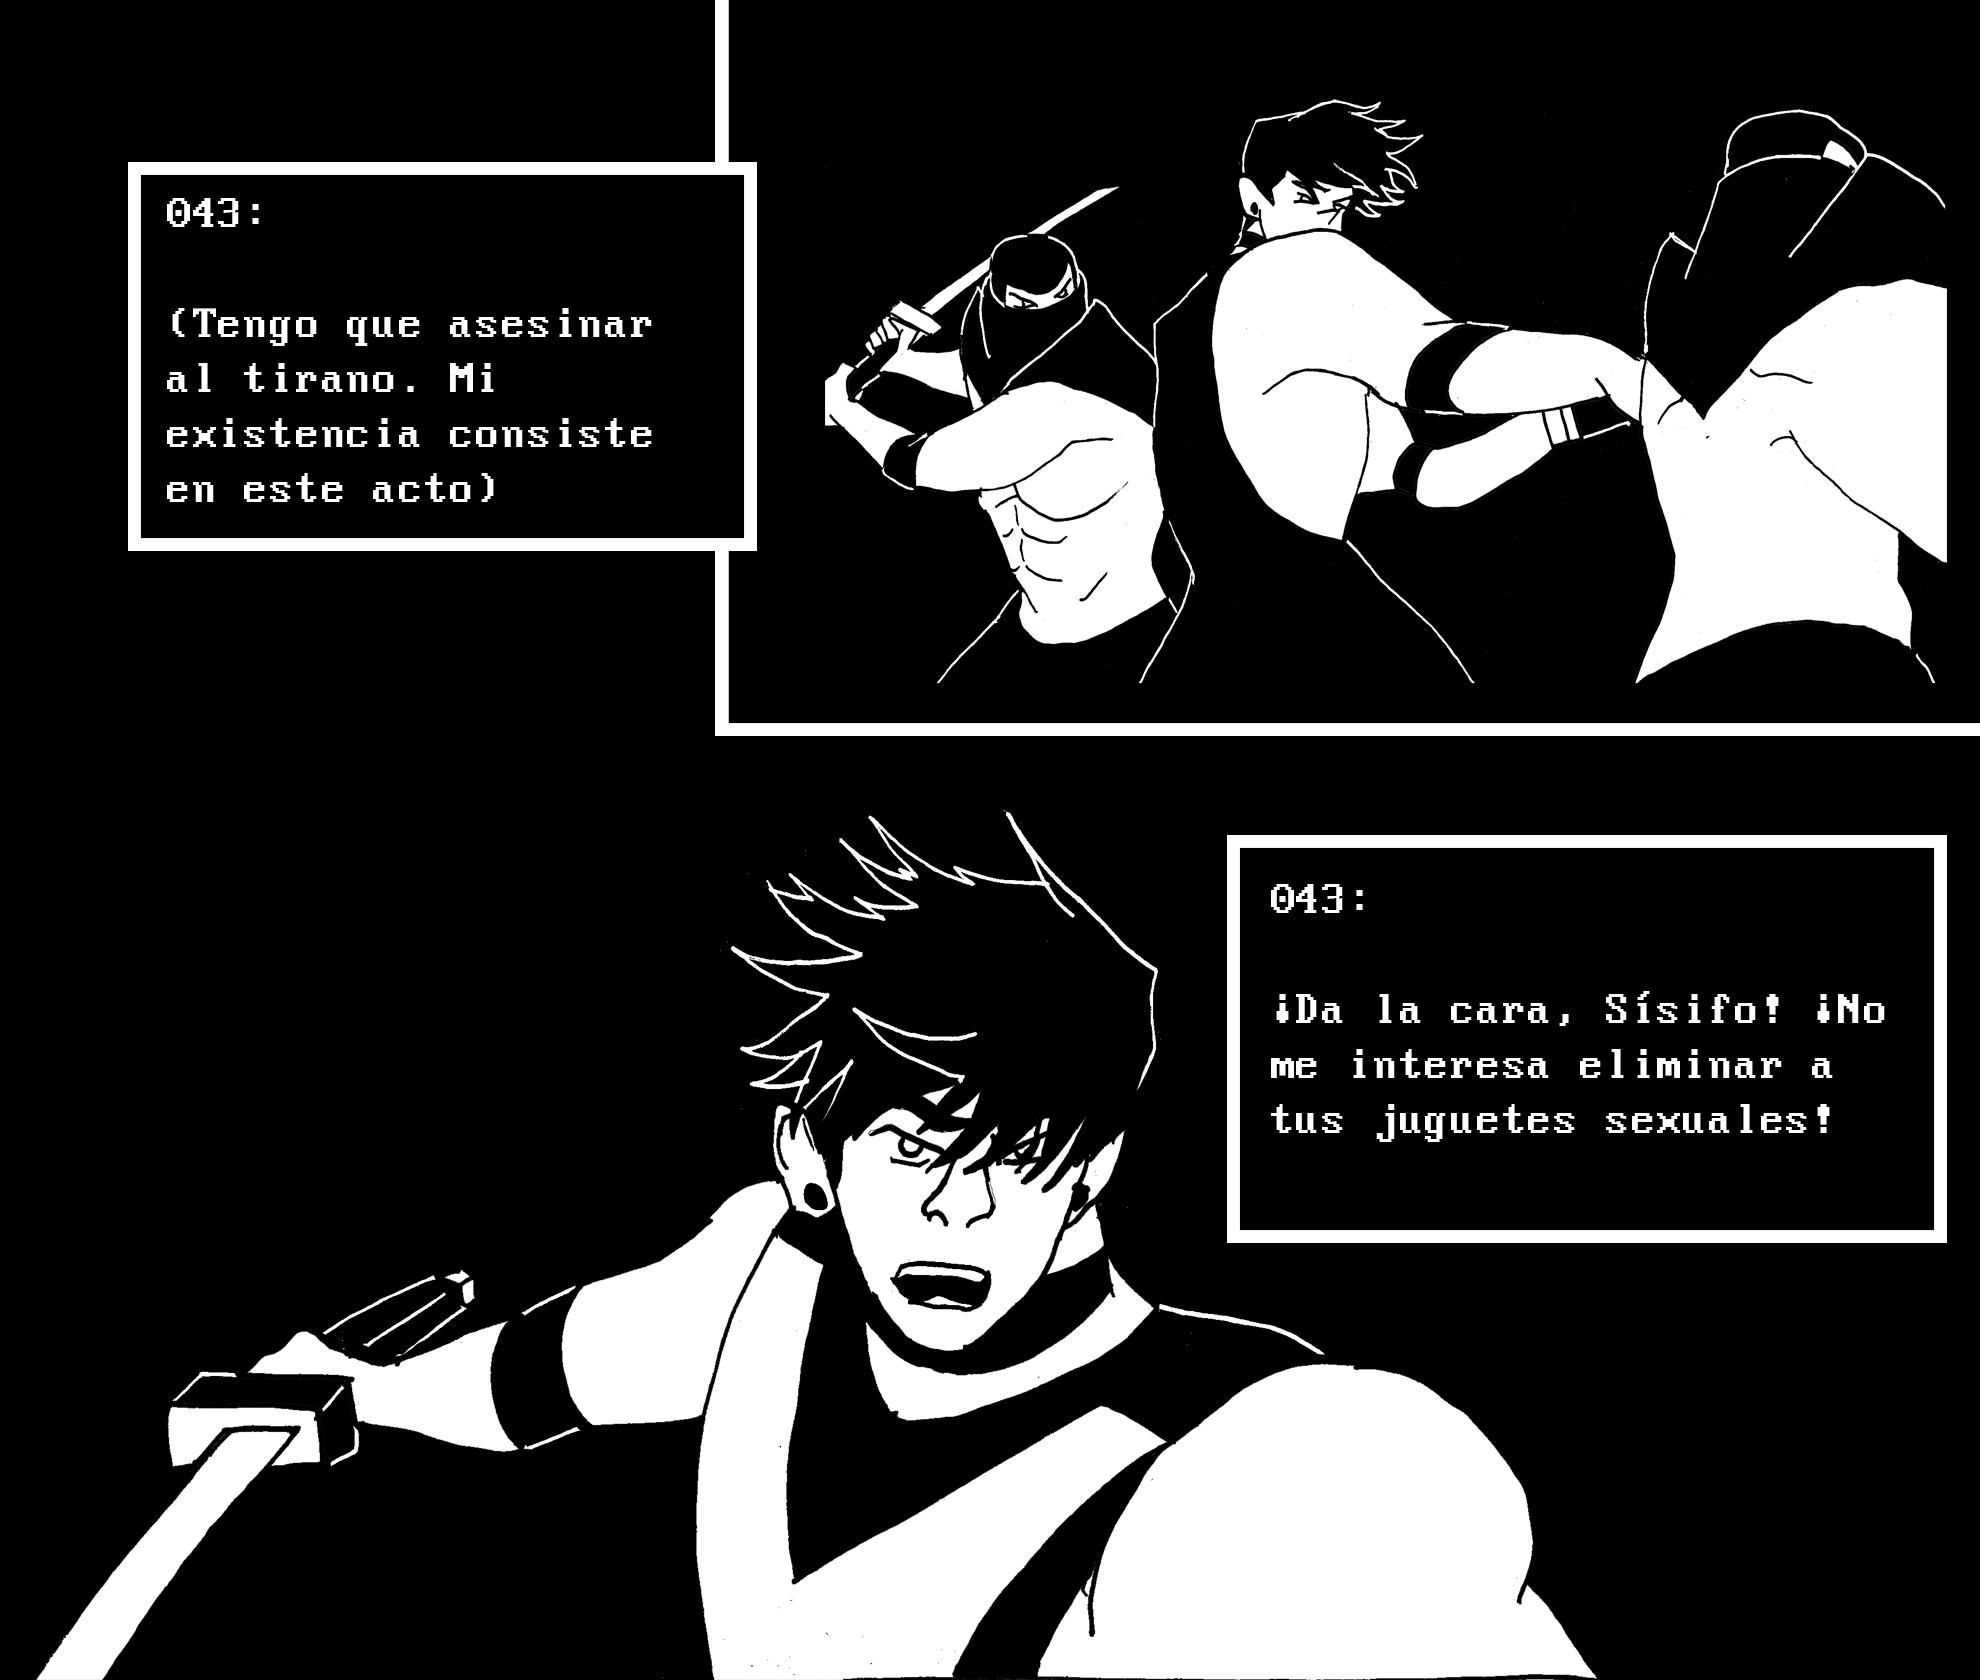 043:
(Tengo que asesinar
al tirano. Mi
existencia consiste
en este acto)
043:
¡Da la cara, Sísifo! ¡No
me interesa eliminar a
tus juguetes sexuales!